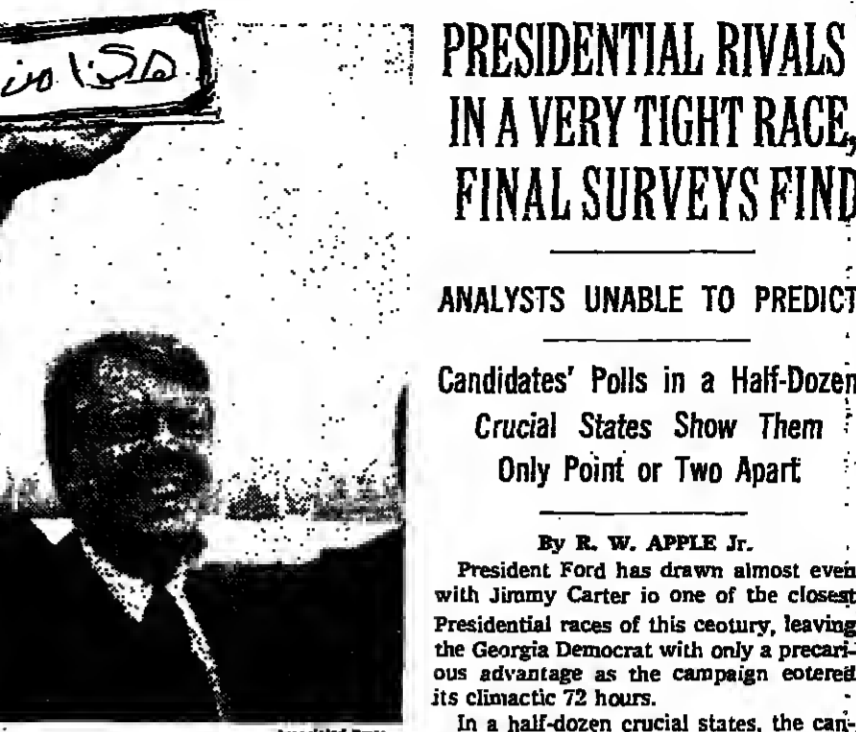 هكذا من
PRESIDENTIAL RIVALS
IN A VERY TIGHT RACE,
FINAL SURVEYS FIND
ANALYSTS UNABLE TO PREDICT
Candidates' Polls in a Half-Dozen
Crucial States Show Them
Only Point or Two Apart
By R. W. APPLE Jr.
President Ford has drawn almost even
with Jimmy Carter io one of tbe closest
Presidential races of this ceotury, leaving
the Georgia Democrat with only a precari-
ous advantage as the campaign eotered
its climactic 72 hours.
In a half-dozen crucial states, the can-